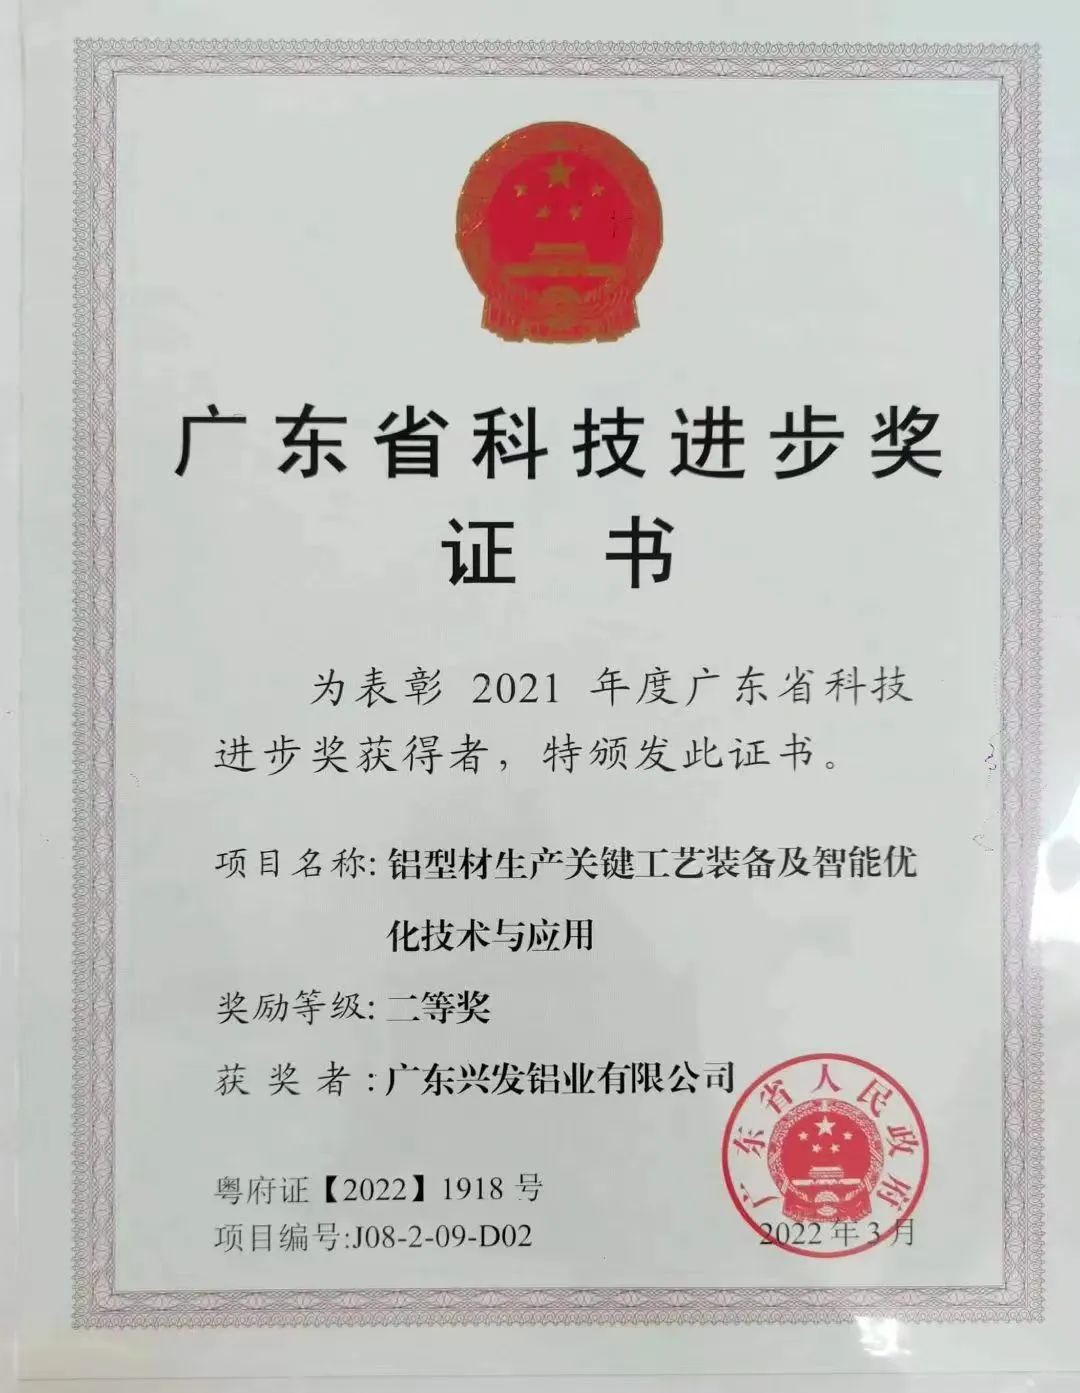 广东省科技进步奖
证 书
为表彰 2021 年度广东省科技
进步奖获得者，特颁发此证书。
项目名称: 铝型材生产关键工艺装备及智能优
化技术与应用
奖励等级: 二等奖
获 奖 者 : 广东兴发铝业有限公司
广东省人民政府
粤府证【2022】1918 号
项目编号:J08-2-09-D02
2022 年 3 月